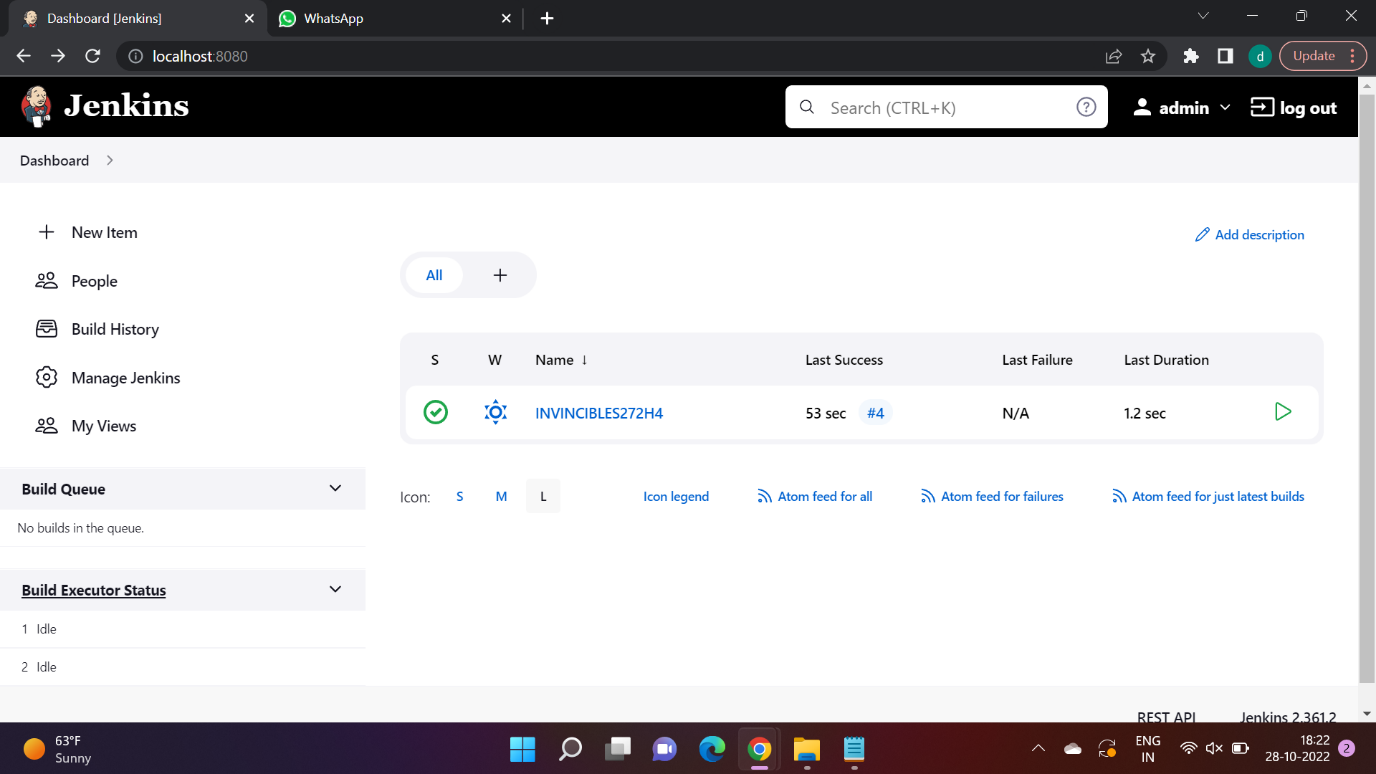 Dashboard [Jenkins]
WhatsApp
localhost:8080
d
Update
Jenkins
Search (CTRL+K)
admin
log out
Dashboard
New Item
People
Build History
Manage Jenkins
My Views
Build Queue
No builds in the queue.
Build Executor Status
1 Idle
2 Idle
Add description
All
S W Name ↓ Last Success Last Failure Last Duration
INVINCIBLES272H4 53 sec #4 N/A 1.2 sec
Icon: S M L Icon legend Atom feed for all Atom feed for failures Atom feed for just latest builds
REST API Jenkins 2.361.2
63°F
Sunny
ENG
IN
18:22
28-10-2022
2